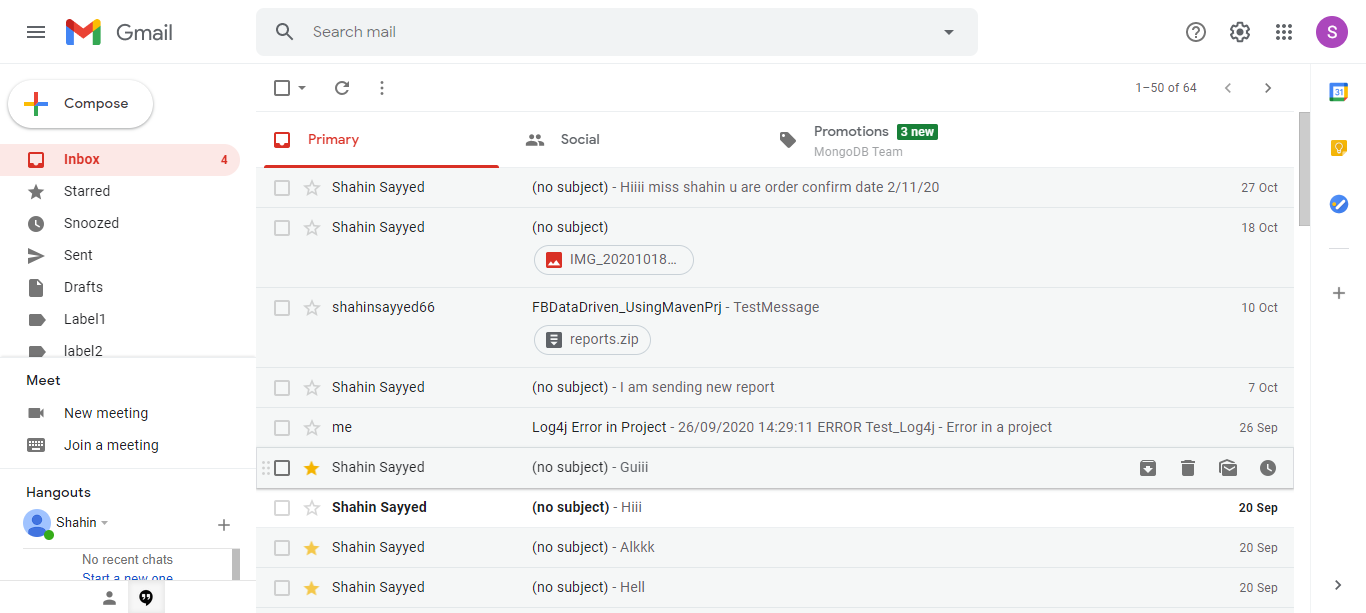 Gmail
Search mail
S
Compose
1–50 of 64
31
Primary
Social
Promotions 3 new
MongoDB Team
Inbox 4
Starred
Snoozed
Sent
Drafts
Label1
label2
Meet
New meeting
Join a meeting
Hangouts
Shahin
No recent chats
Start a new one
Shahin Sayyed (no subject) - Hiiii miss shahin u are order confirm date 2/11/20 27 Oct
Shahin Sayyed (no subject) 18 Oct
IMG_20201018...
shahinsayyed66 FBDataDriven_UsingMavenPrj - TestMessage 10 Oct
reports.zip
Shahin Sayyed (no subject) - I am sending new report 7 Oct
me Log4j Error in Project - 26/09/2020 14:29:11 ERROR Test_Log4j - Error in a project 26 Sep
Shahin Sayyed (no subject) - Guiii
Shahin Sayyed (no subject) - Hiii 20 Sep
Shahin Sayyed (no subject) - Alkkk 20 Sep
Shahin Sayyed (no subject) - Hell 20 Sep